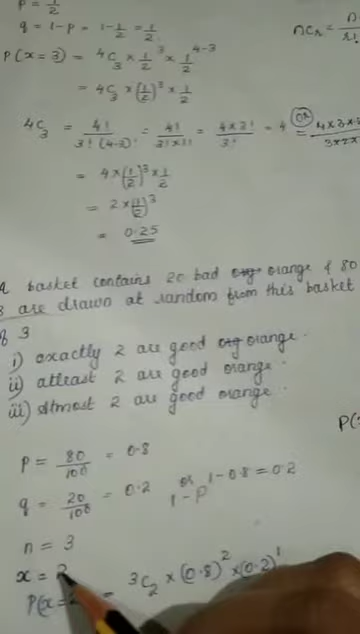 p = 1/2
q = 1-p = 1-1/2 = 1/2
nCr = n
r!
P(x=3) = 4C3 × 1/2^3 × 1/2^4-3
= 4C3 × (1/2)^3 × 1/2
4C3 = 4!/3!(4-3)! = 4!/3!×1! = 4×3!/3! = 4 (or) = 4×3×
3×2×
= 4×(1/2)^3 × 1/2
= 2×(1/2)^3
= 0.25
a basket contains 20 bad orange & 80
3 are drawn at random from this basket
of 3
i) exactly 2 are good orange.
ii) atleast 2 are good orange.
iii) Atmost 2 are good orange.
P = 80/100 = 0.8
P(
q = 20/100 = 0.2 or 1-P 1-0.8 = 0.2
n = 3
x =
P(x= = 3C2 × (0.8)^2 × (0.2)^1